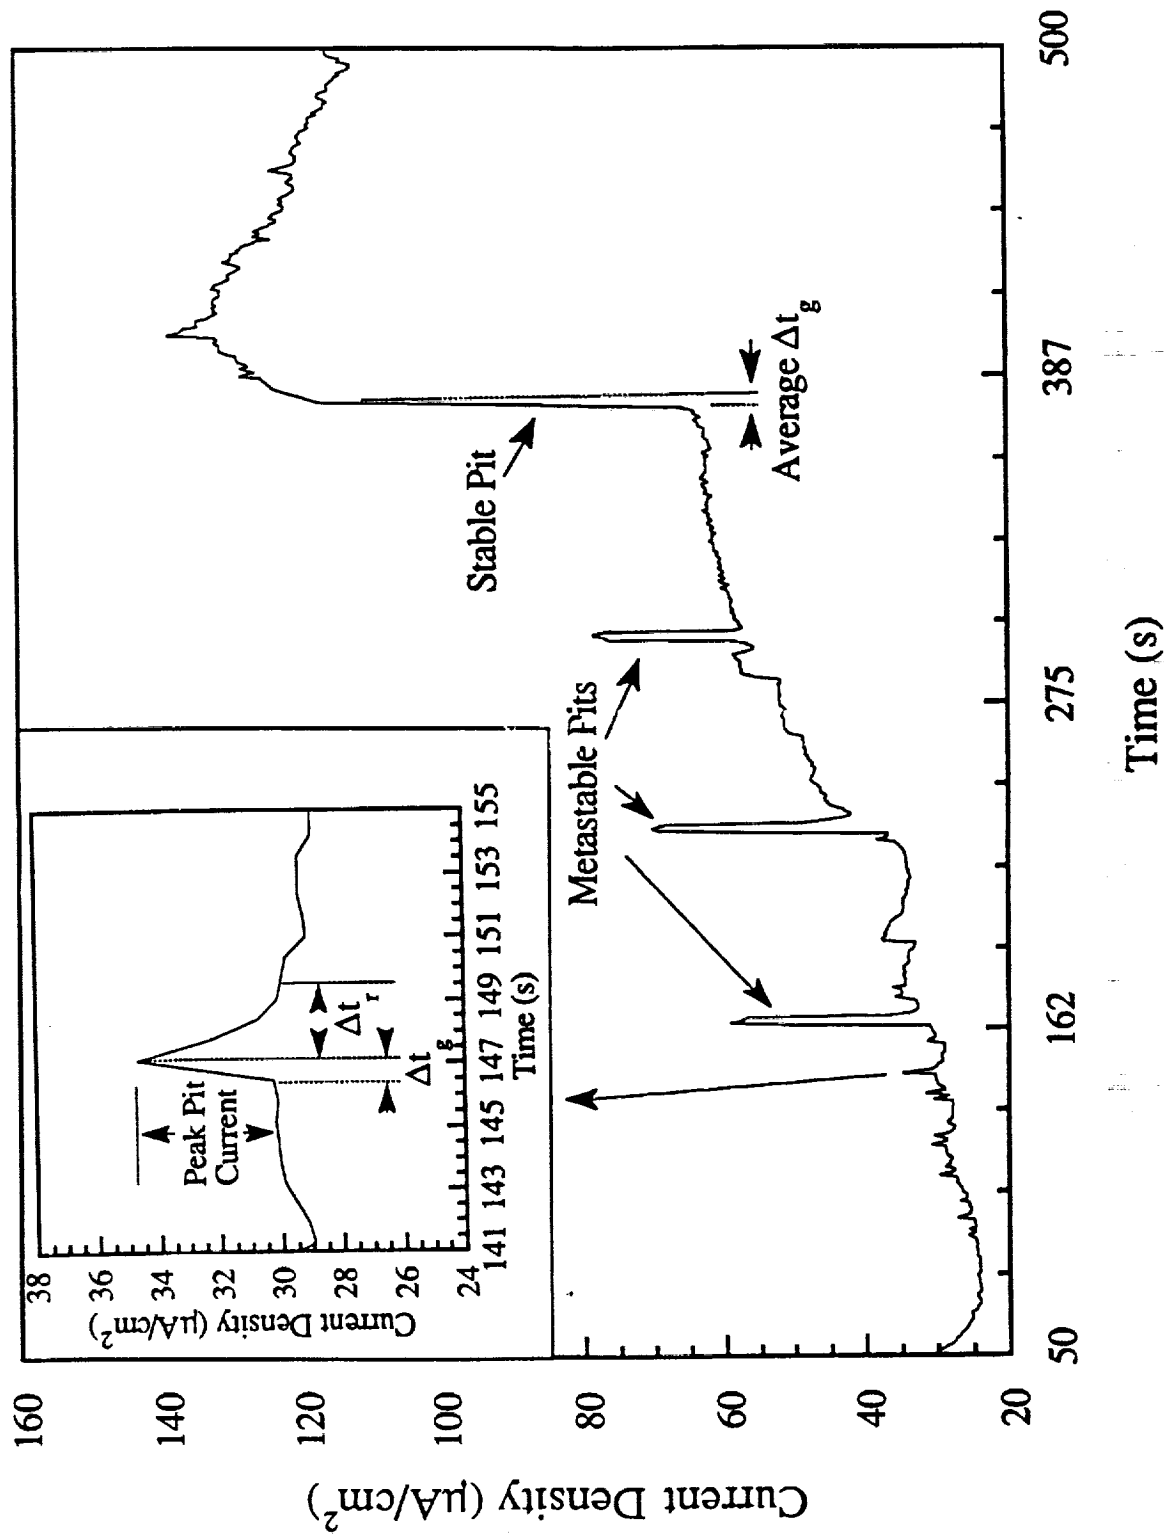 Current Density (μA/cm²)
160
140
120
100
80
60
40
20
50
162
275
387
500
Time (s)
Stable Pit
Metastable Pits
Average Δt g
Current Density (μA/cm²)
38
36
34
32
30
28
26
24
141 143 145 147 149 151 153 155
Time (s)
Peak Pit
Current
Δt g
Δt r